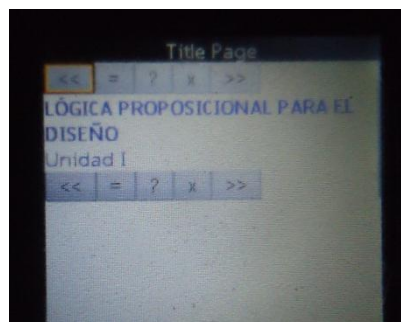 Title Page
<< = ? x >>
LÓGICA PROPOSICIONAL PARA EL
DISEÑO
Unidad I
<< = ? x >>